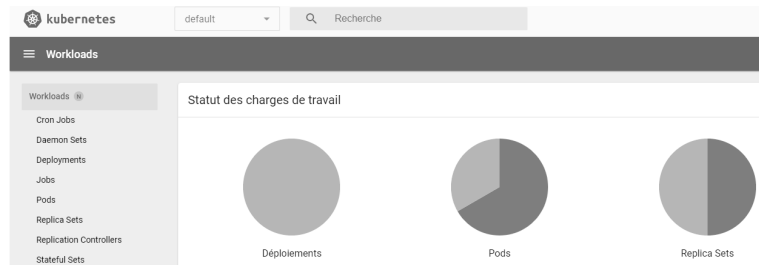 kubernetes
default
Recherche
Workloads
Workloads N
Cron Jobs
Daemon Sets
Deployments
Jobs
Pods
Replica Sets
Replication Controllers
Stateful Sets
Statut des charges de travail
Déploiements
Pods
Replica Sets